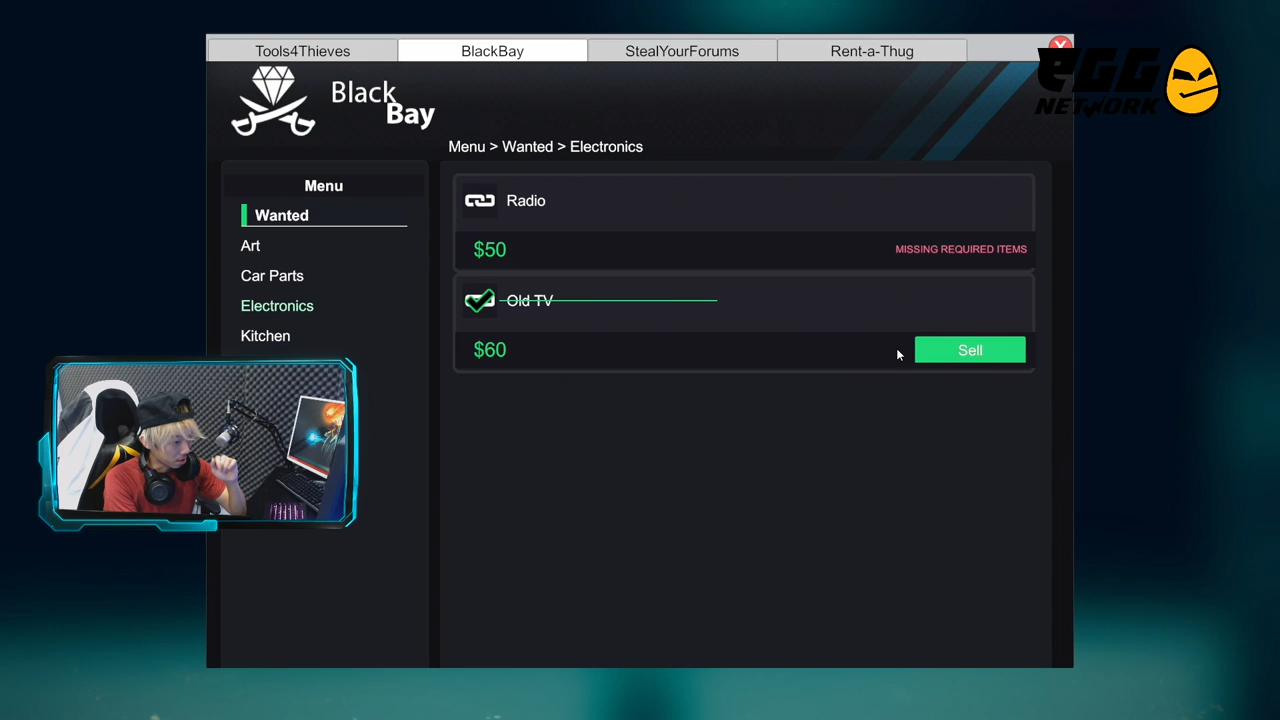 Tools4Thieves
BlackBay
StealYourForums
Rent-a-Thug
X
EGG
NETWORK
Black
Bay
Menu > Wanted > Electronics
Menu
Wanted
Art
Car Parts
Electronics
Kitchen
Radio
$50
MISSING REQUIRED ITEMS
Old TV
$60
Sell